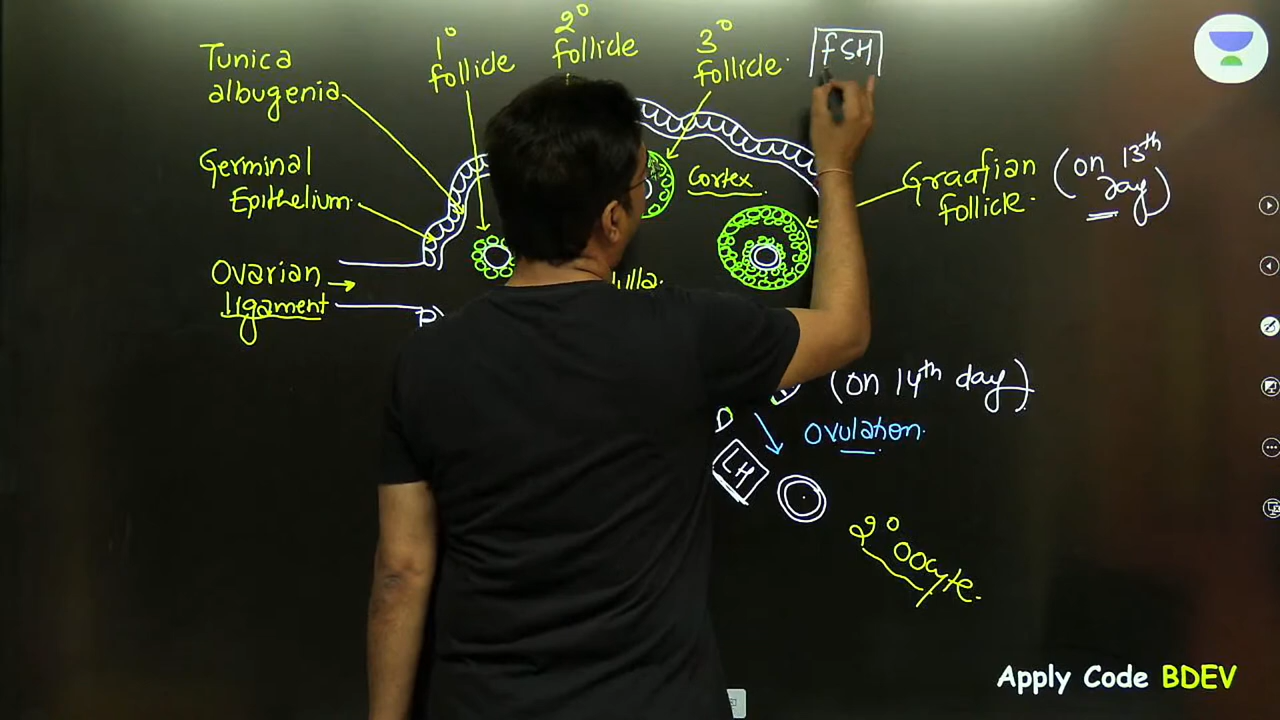 Tunica
albugenia
1° follicle
2° follicle
3° follicle.
FSH
Germinal
Epithelium.
Cortex
Graafian
follicle.
(on 13th
day)
Ovarian
ligament
(on 14th day)
Ovulation.
LH
2° Oocyte.
Apply Code BDEV